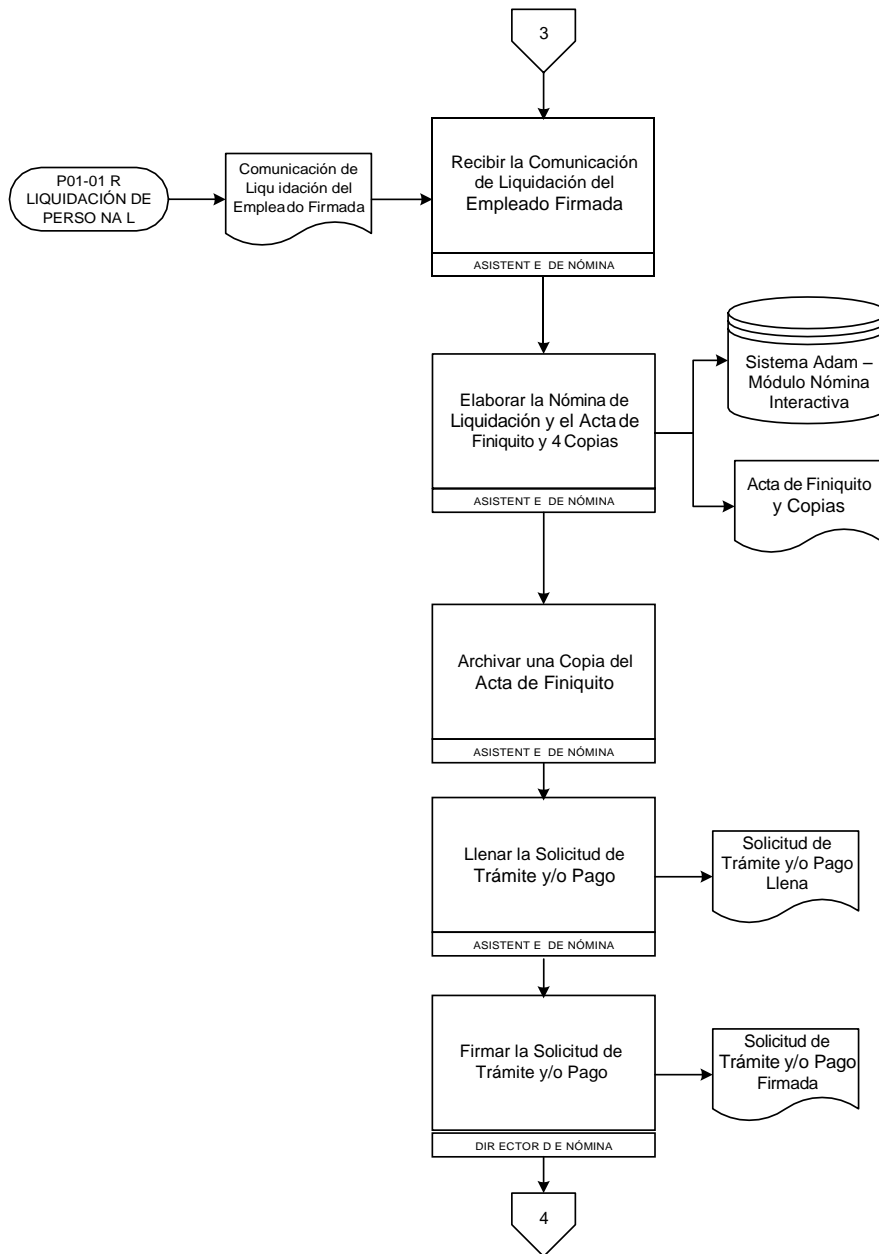 3
P01-01 R
LIQUIDACIÓN DE
PERSO NA L
Comunicación de
Liqu idación del
Emplea do Firmada
Recibir la Comunicación
de Liquidación del
Empleado Firmada
ASISTENT E DE NÓMINA
Elaborar la Nómina de
Liquidación y el Acta de
Finiquito y 4 Copias
ASISTENT E DE NÓMINA
Sistema Adam –
Módulo Nómina
Interactiva
Acta de Finiquito
y Copias
Archivar una Copia del
Acta de Finiquito
ASISTENT E DE NÓMINA
Llenar la Solicitud de
Trámite y/o Pago
ASISTENT E DE NÓMINA
Solicitud de
Trámite y/o Pago
Llena
Firmar la Solicitud de
Trámite y/o Pago
DIR ECTOR D E NÓMINA
Solicitud de
Trámite y/o Pago
Firmada
4